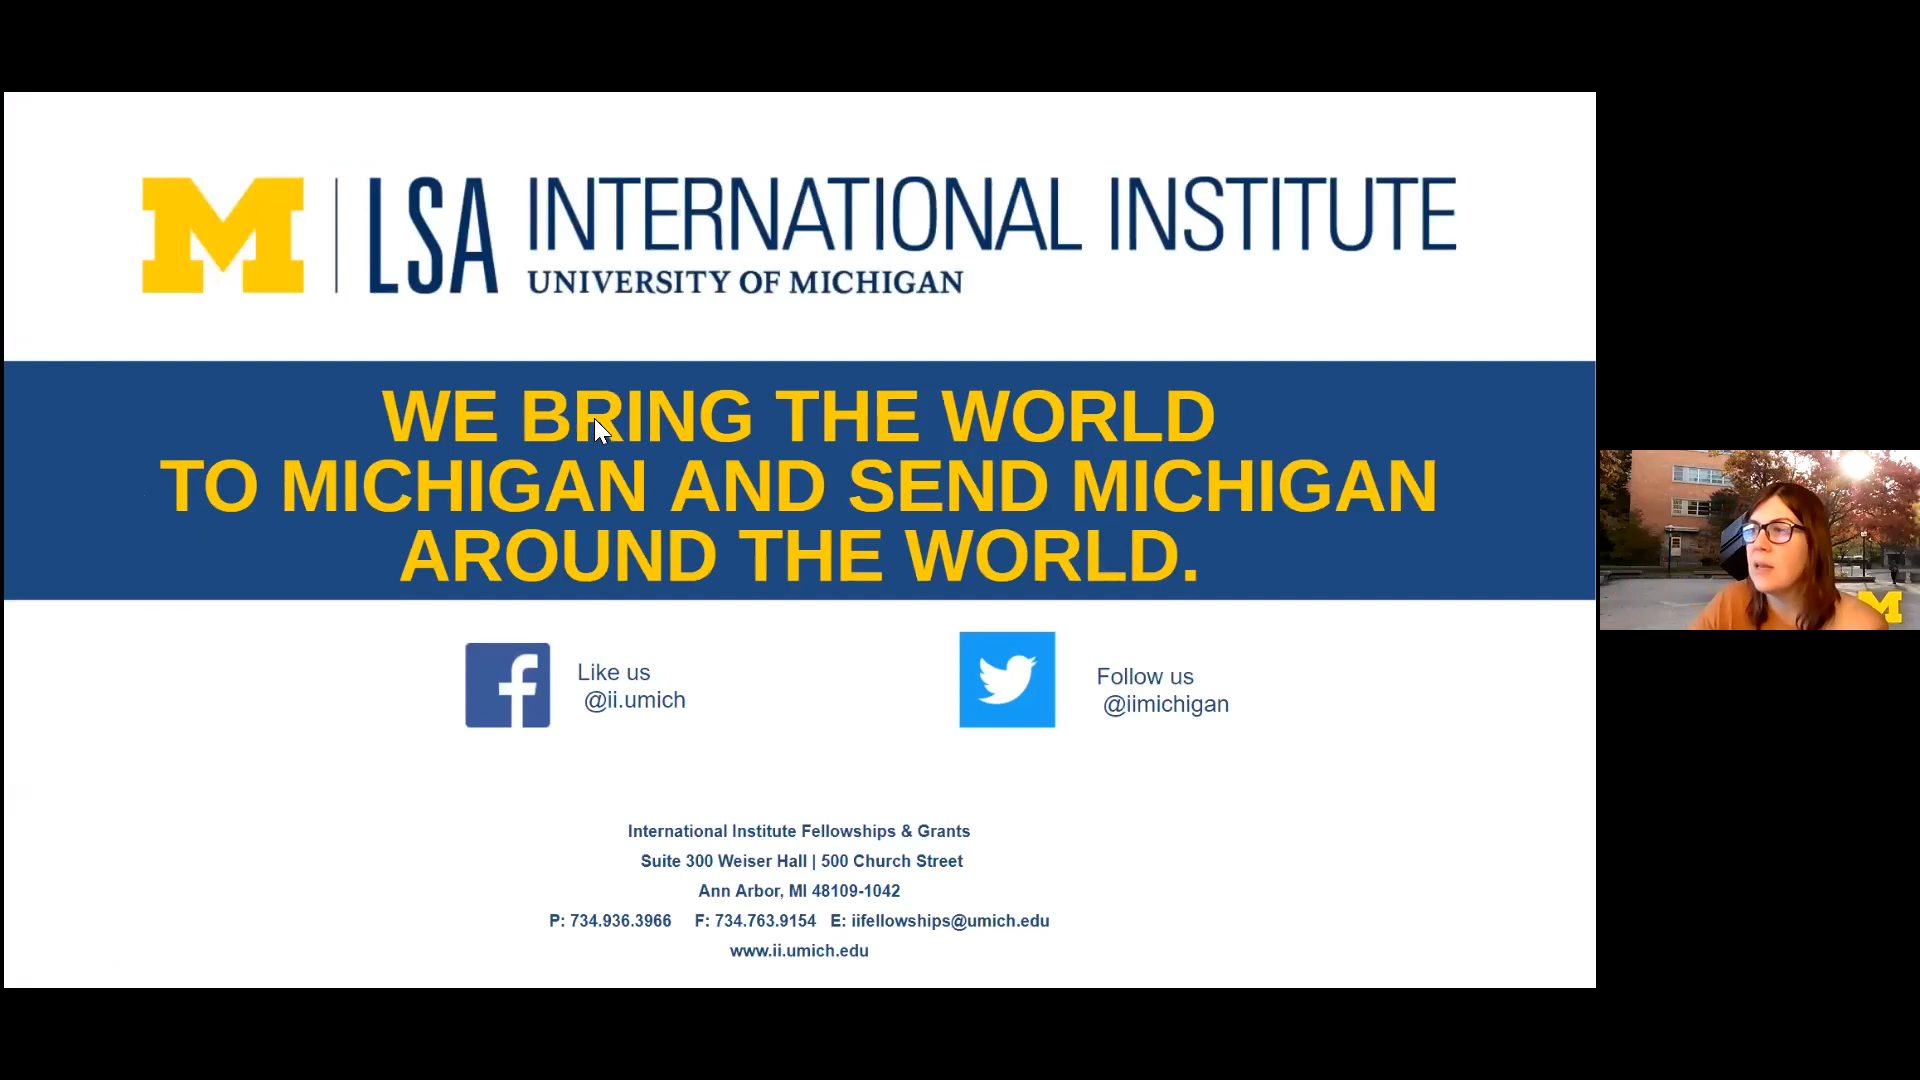 M LSA INTERNATIONAL INSTITUTE
UNIVERSITY OF MICHIGAN
WE BRING THE WORLD
TO MICHIGAN AND SEND MICHIGAN
AROUND THE WORLD.
Like us
@ii.umich
Follow us
@iimichigan
International Institute Fellowships & Grants
Suite 300 Weiser Hall | 500 Church Street
Ann Arbor, MI 48109-1042
P: 734.936.3966 F: 734.763.9154 E: iifellowships@umich.edu
www.ii.umich.edu
M